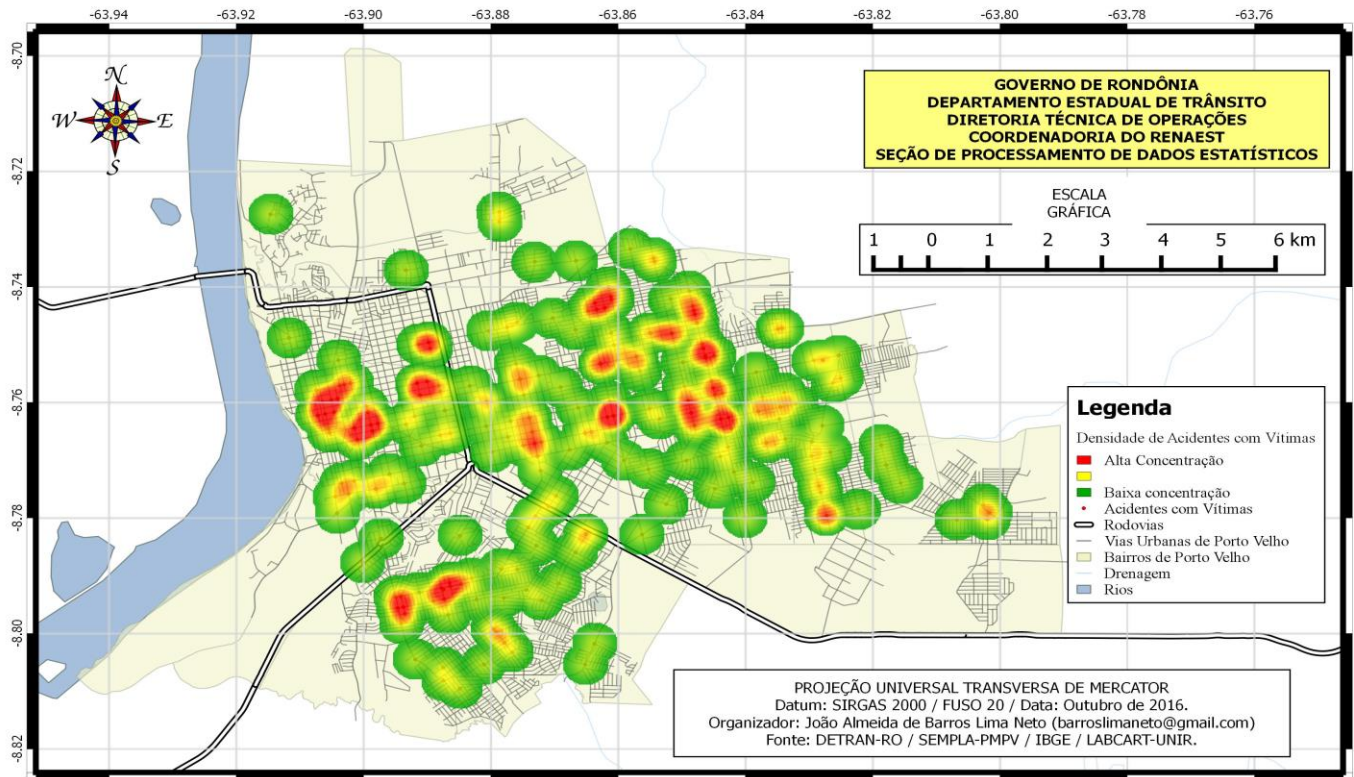 -63.94 -63.92 -63.90 -63.88 -63.86 -63.84 -63.82 -63.80 -63.78 -63.76
-8.70
-8.72
-8.74
-8.76
-8.78
-8.80
-8.82
N
W E
S
GOVERNO DE RONDÔNIA
DEPARTAMENTO ESTADUAL DE TRÂNSITO
DIRETORIA TÉCNICA DE OPERAÇÕES
COORDENADORIA DO RENAEST
SEÇÃO DE PROCESSAMENTO DE DADOS ESTATÍSTICOS
ESCALA
GRÁFICA
1 0 1 2 3 4 5 6 km
Legenda
Densidade de Acidentes com Vitimas
Alta Concentração
Baixa concentração
Acidentes com Vítimas
Rodovias
Vias Urbanas de Porto Velho
Bairros de Porto Velho
Drenagem
Rios
PROJEÇÃO UNIVERSAL TRANSVERSA DE MERCATOR
Datum: SIRGAS 2000 / FUSO 20 / Data: Outubro de 2016.
Organizador: João Almeida de Barros Lima Neto (barroslimaneto@gmail.com)
Fonte: DETRAN-RO / SEMPLA-PMPV / IBGE / LABCART-UNIR.